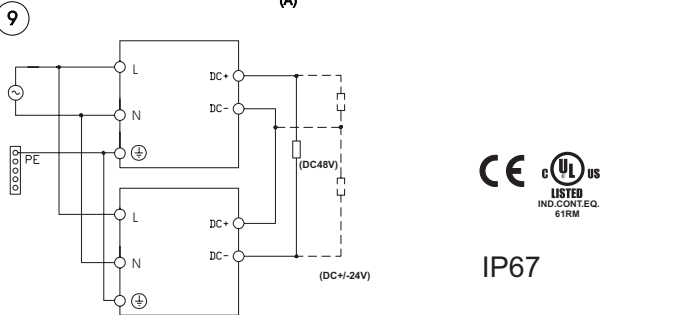 (A)
9
L
N
DC+
DC-
PE
(DC48V)
L
N
DC+
DC-
(DC+/-24V)
CE
c UL us
LISTED
IND.CONT.EQ.
61RM
IP67